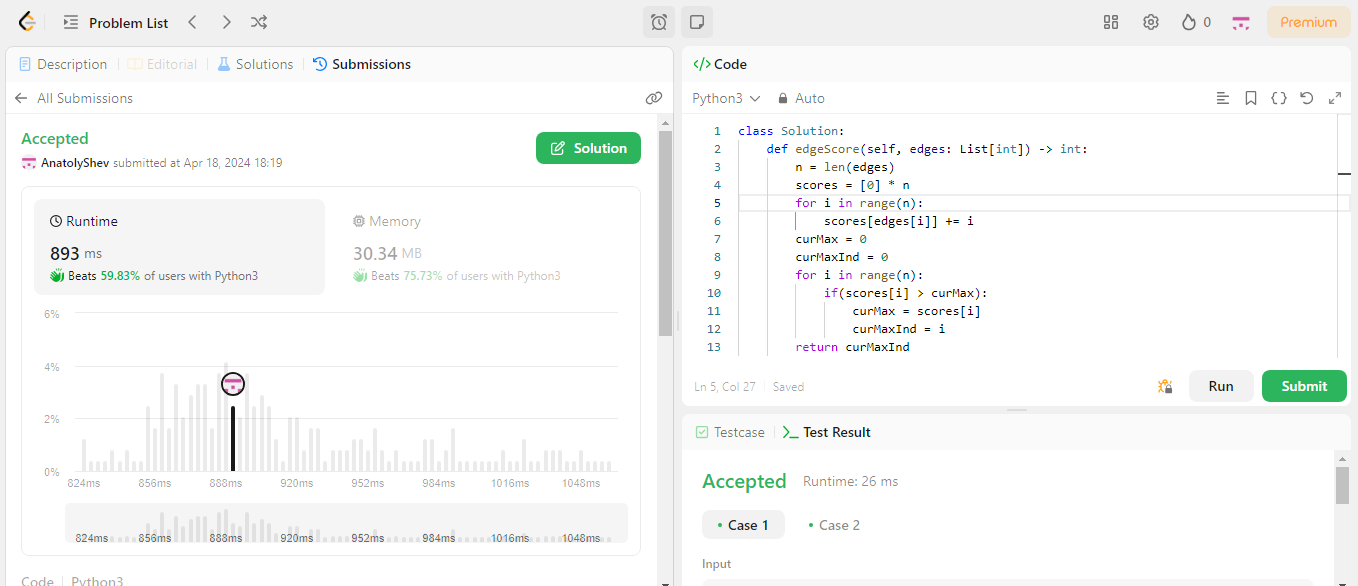 Problem List
0
Premium
Description
Editorial
Solutions
Submissions
All Submissions
Accepted
AnatolyShev submitted at Apr 18, 2024 18:19
Solution
Runtime
893 ms
Beats 59.83% of users with Python3
Memory
30.34 MB
Beats 75.73% of users with Python3
6%
4%
2%
0%
824ms 856ms 888ms 920ms 952ms 984ms 1016ms 1048ms
824ms 856ms 888ms 920ms 952ms 984ms 1016ms 1048ms
Code Python3
</> Code
Python3 Auto
1 class Solution:
2 def edgeScore(self, edges: List[int]) -> int:
3 n = len(edges)
4 scores = [0] * n
5 for i in range(n):
6 scores[edges[i]] += i
7 curMax = 0
8 curMaxInd = 0
9 for i in range(n):
10 if(scores[i] > curMax):
11 curMax = scores[i]
12 curMaxInd = i
13 return curMaxInd
Ln 5, Col 27 Saved
Run
Submit
Testcase
Test Result
Accepted Runtime: 26 ms
• Case 1
• Case 2
Input